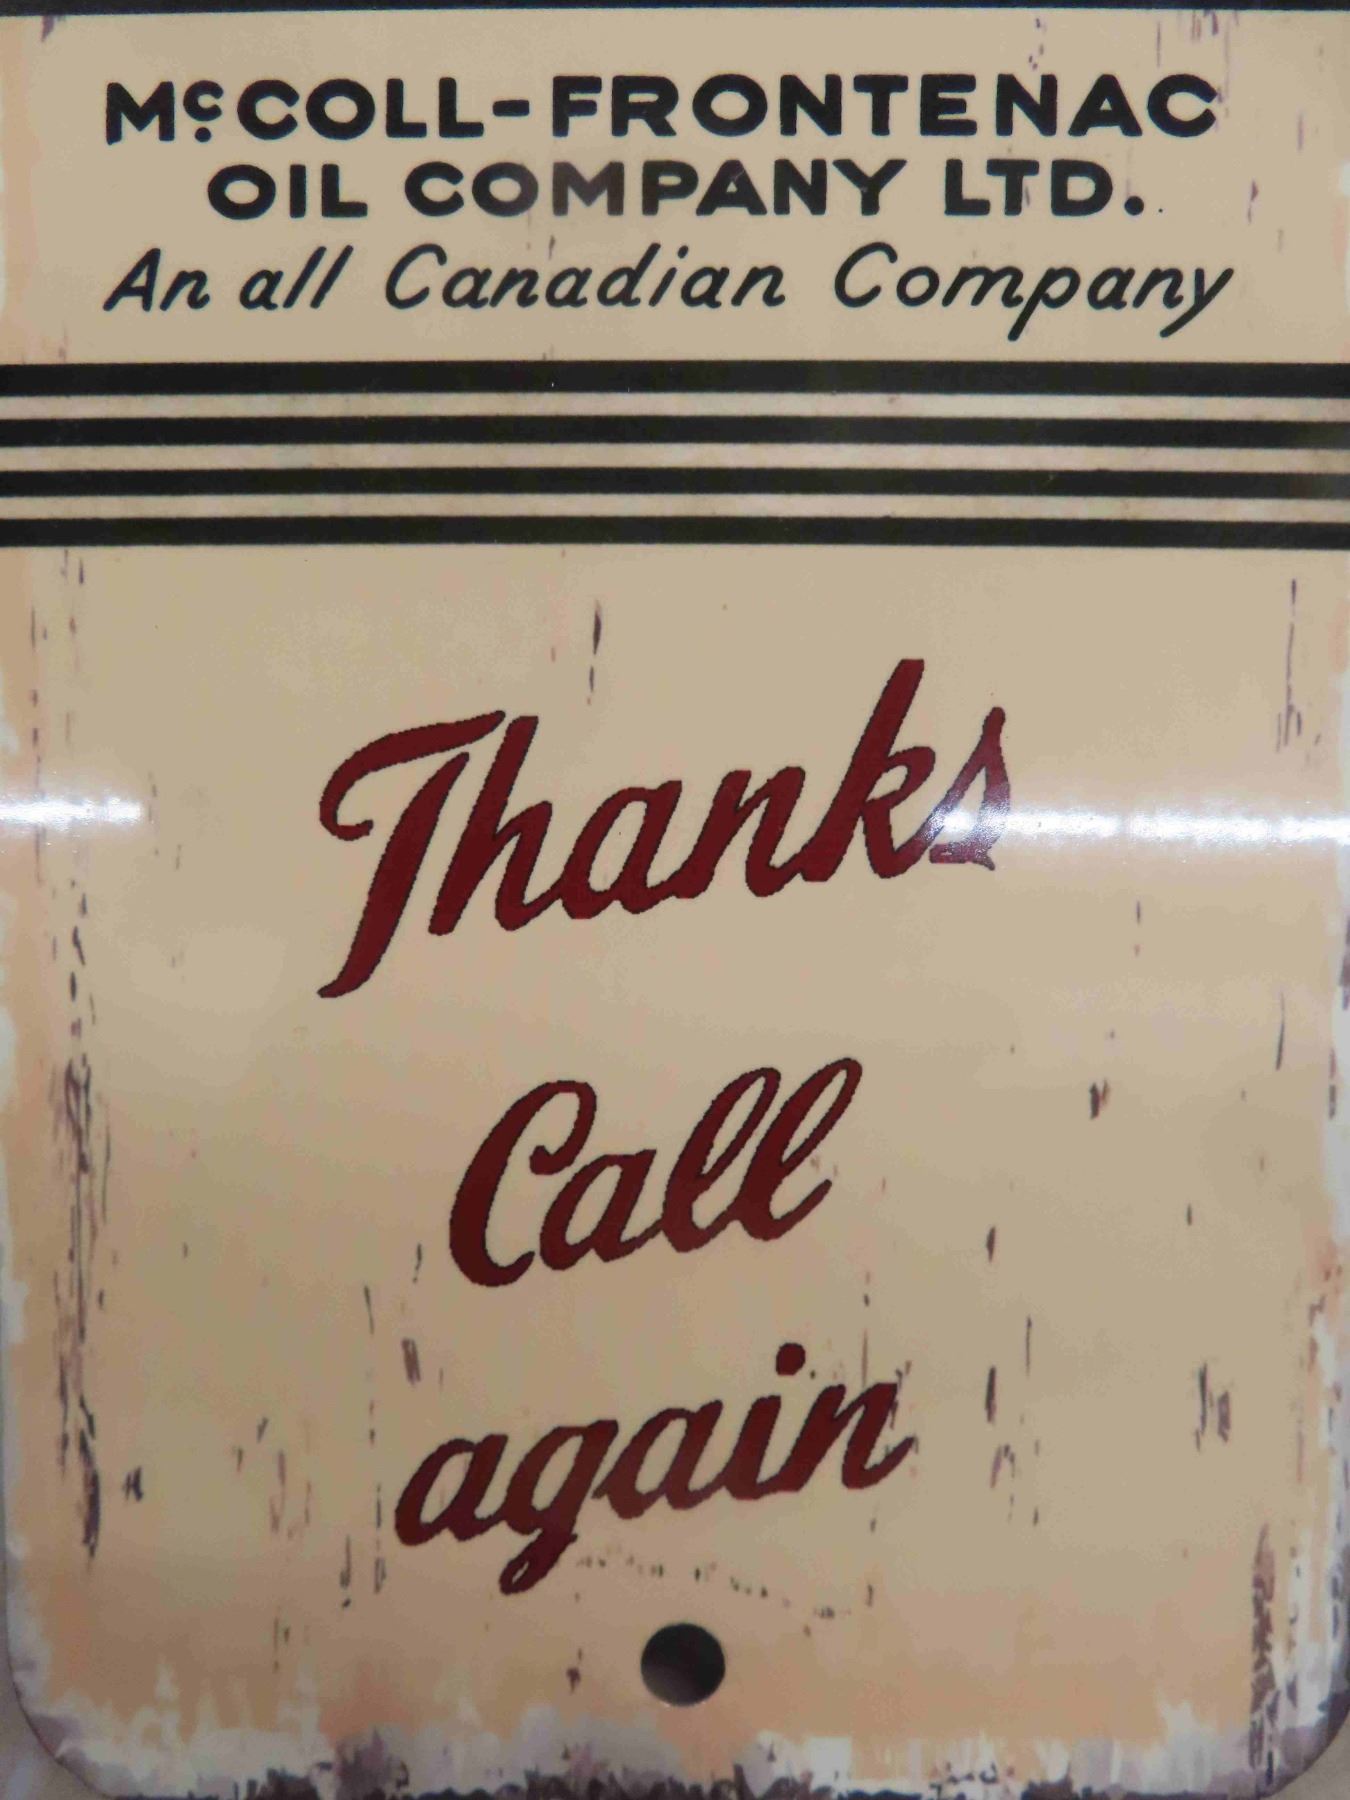 McCOLL-FRONTENAC
OIL COMPANY LTD.
An all Canadian Company
Thanks
Call
again